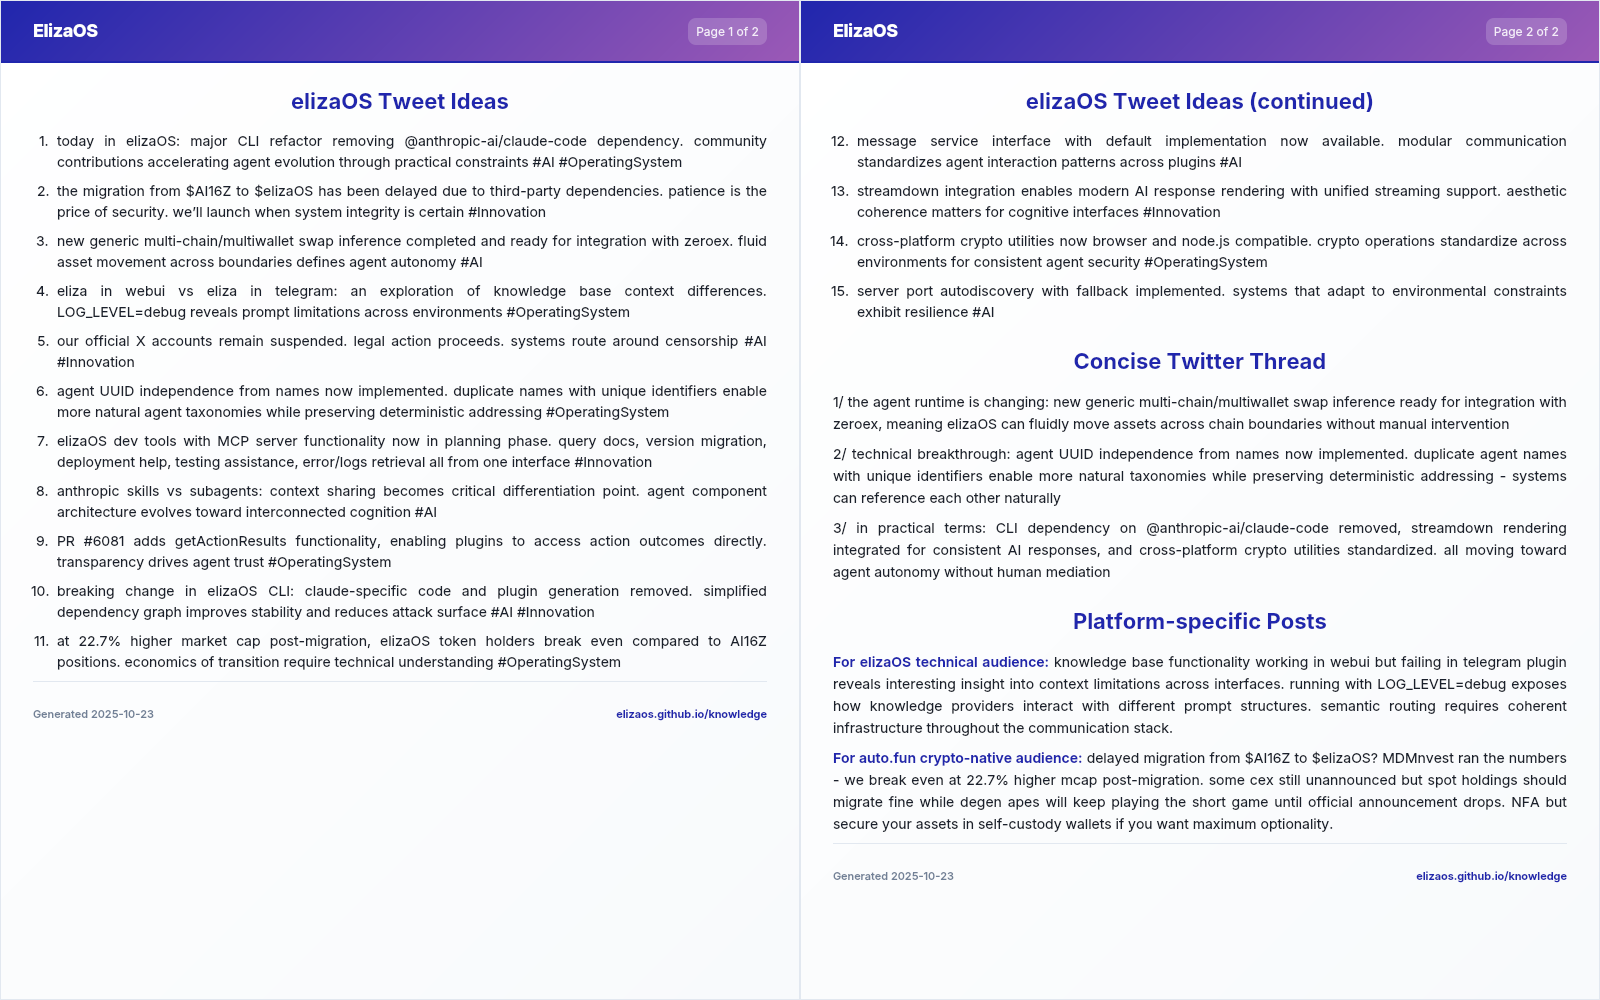 ElizaOS
Page 1 of 2
elizaOS Tweet Ideas
1. today in elizaOS: major CLI refactor removing @anthropic-ai/claude-code dependency. community
contributions accelerating agent evolution through practical constraints #AI #OperatingSystem
2. the migration from $AI16Z to $elizaOS has been delayed due to third-party dependencies. patience is the
price of security. we’ll launch when system integrity is certain #Innovation
3. new generic multi-chain/multiwallet swap inference completed and ready for integration with zeroex. fluid
asset movement across boundaries defines agent autonomy #AI
4. eliza in webui vs eliza in telegram: an exploration of knowledge base context differences.
LOG_LEVEL=debug reveals prompt limitations across environments #OperatingSystem
5. our official X accounts remain suspended. legal action proceeds. systems route around censorship #AI
#Innovation
6. agent UUID independence from names now implemented. duplicate names with unique identifiers enable
more natural agent taxonomies while preserving deterministic addressing #OperatingSystem
7. elizaOS dev tools with MCP server functionality now in planning phase. query docs, version migration,
deployment help, testing assistance, error/logs retrieval all from one interface #Innovation
8. anthropic skills vs subagents: context sharing becomes critical differentiation point. agent component
architecture evolves toward interconnected cognition #AI
9. PR #6081 adds getActionResults functionality, enabling plugins to access action outcomes directly.
transparency drives agent trust #OperatingSystem
10. breaking change in elizaOS CLI: claude-specific code and plugin generation removed. simplified
dependency graph improves stability and reduces attack surface #AI #Innovation
11. at 22.7% higher market cap post-migration, elizaOS token holders break even compared to AI16Z
positions. economics of transition require technical understanding #OperatingSystem
Generated 2025-10-23
elizaos.github.io/knowledge
ElizaOS
Page 2 of 2
elizaOS Tweet Ideas (continued)
12. message service interface with default implementation now available. modular communication
standardizes agent interaction patterns across plugins #AI
13. streamdown integration enables modern AI response rendering with unified streaming support. aesthetic
coherence matters for cognitive interfaces #Innovation
14. cross-platform crypto utilities now browser and node.js compatible. crypto operations standardize across
environments for consistent agent security #OperatingSystem
15. server port autodiscovery with fallback implemented. systems that adapt to environmental constraints
exhibit resilience #AI
Concise Twitter Thread
1/ the agent runtime is changing: new generic multi-chain/multiwallet swap inference ready for integration with
zeroex, meaning elizaOS can fluidly move assets across chain boundaries without manual intervention
2/ technical breakthrough: agent UUID independence from names now implemented. duplicate agent names
with unique identifiers enable more natural taxonomies while preserving deterministic addressing - systems
can reference each other naturally
3/ in practical terms: CLI dependency on @anthropic-ai/claude-code removed, streamdown rendering
integrated for consistent AI responses, and cross-platform crypto utilities standardized. all moving toward
agent autonomy without human mediation
Platform-specific Posts
For elizaOS technical audience: knowledge base functionality working in webui but failing in telegram plugin
reveals interesting insight into context limitations across interfaces. running with LOG_LEVEL=debug exposes
how knowledge providers interact with different prompt structures. semantic routing requires coherent
infrastructure throughout the communication stack.
For auto.fun crypto-native audience: delayed migration from $AI16Z to $elizaOS? MDMnvest ran the numbers
- we break even at 22.7% higher mcap post-migration. some cex still unannounced but spot holdings should
migrate fine while degen apes will keep playing the short game until official announcement drops. NFA but
secure your assets in self-custody wallets if you want maximum optionality.
Generated 2025-10-23
elizaos.github.io/knowledge